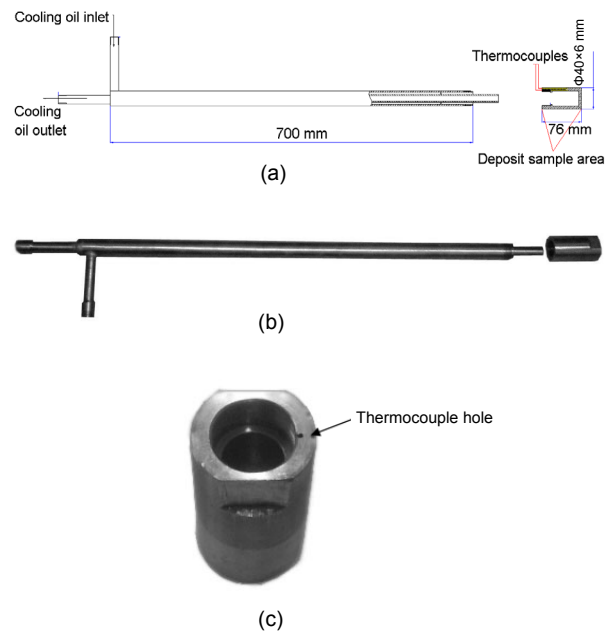 Cooling oil inlet
Cooling
oil outlet
700 mm
Thermocouples
Φ40×6 mm
76 mm
Deposit sample area
(a)
(b)
Thermocouple hole
(c)